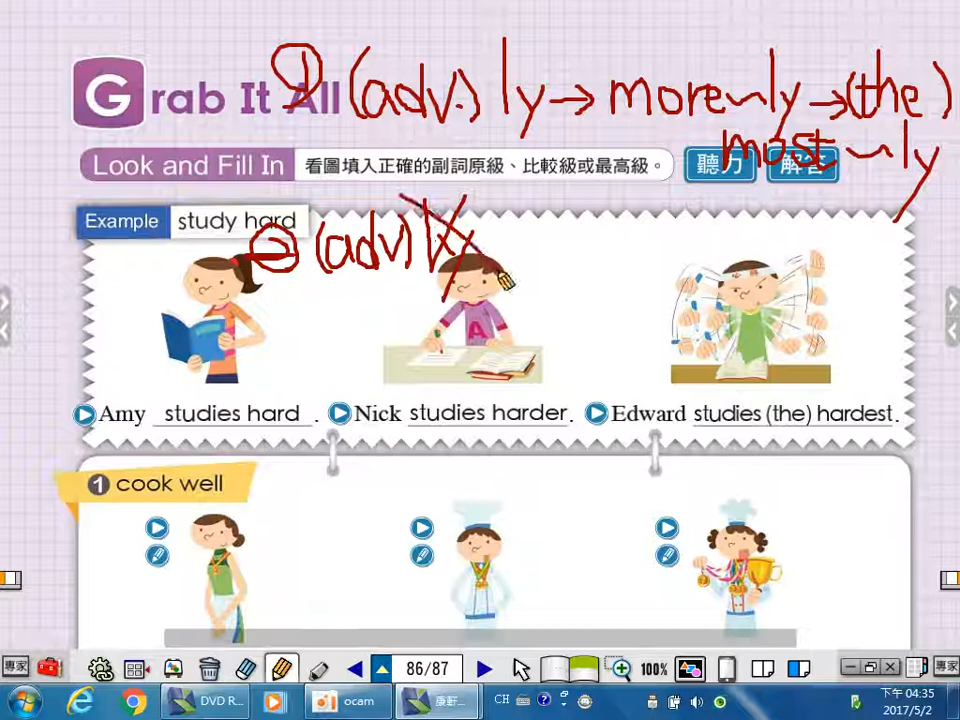 Grab It All
② (adv.) ly → more~ly → (the)
most ~ly
Look and Fill In 看圖填入正確的副詞原級、比較級或最高級。 聽力 解答
Example study hard
⊖ (adv) ly
A
Amy studies hard . Nick studies harder . Edward studies (the) hardest .
1 cook well
專家 86/87 100% 專家
DVD R... ocam 康軒... CH 下午 04:35
2017/5/2